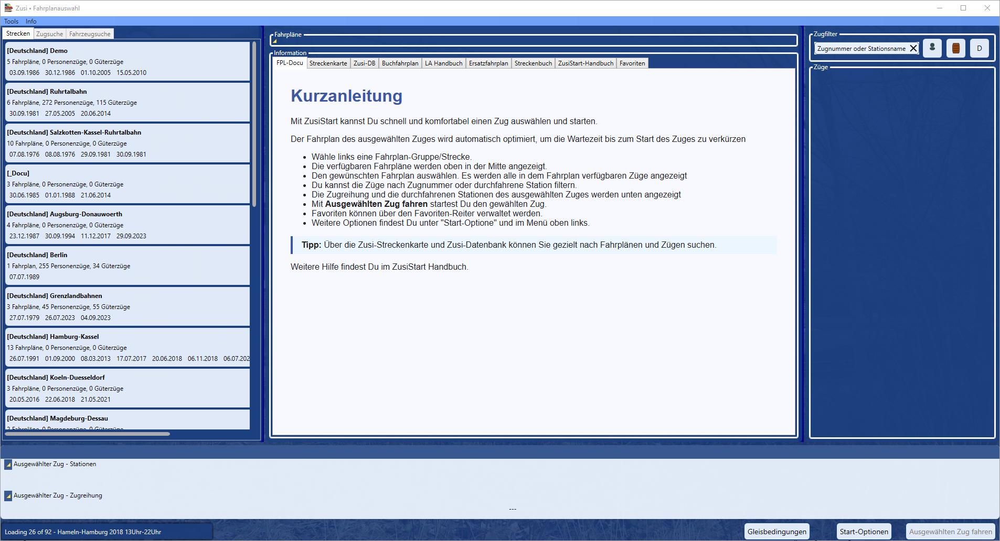 Zusi • Fahrplanauswahl
Tools Info
Strecken Zugsuche Fahrzeugsuche
[Deutschland] Demo
5 Fahrpläne, 0 Personenzüge, 0 Güterzüge
03.09.1986 30.12.1986 01.10.2005 15.05.2010
[Deutschland] Ruhrtalbahn
6 Fahrpläne, 272 Personenzüge, 115 Güterzüge
30.09.1981 27.05.2005 20.06.2014
[Deutschland] Salzkotten-Kassel-Ruhrtalbahn
10 Fahrpläne, 0 Personenzüge, 0 Güterzüge
07.08.1976 08.08.1976 29.09.1981 30.09.1981
[_Docu]
3 Fahrpläne, 0 Personenzüge, 0 Güterzüge
30.06.1985 01.01.1988 21.06.2014
[Deutschland] Augsburg-Donauwoerth
4 Fahrpläne, 0 Personenzüge, 0 Güterzüge
23.12.1987 30.09.1994 11.12.2017 29.09.2023
[Deutschland] Berlin
1 Fahrplan, 255 Personenzüge, 34 Güterzüge
07.07.1989
[Deutschland] Grenzlandbahnen
3 Fahrpläne, 45 Personenzüge, 55 Güterzüge
27.07.1979 26.07.2023 04.09.2023
[Deutschland] Hamburg-Kassel
13 Fahrpläne, 0 Personenzüge, 0 Güterzüge
26.07.1991 01.09.2000 08.03.2013 17.07.2017 20.06.2018 06.11.2018 06.07.202
[Deutschland] Koeln-Duesseldorf
3 Fahrpläne, 0 Personenzüge, 0 Güterzüge
20.05.2016 22.06.2018 21.05.2021
[Deutschland] Magdeburg-Dessau
2 Fahrpläne, 0 Personenzüge, 0 Güterzüge
Fahrpläne
Information
FPL-Docu Streckenkarte Zusi-DB Buchfahrplan LA Handbuch Ersatzfahrplan Streckenbuch ZusiStart-Handbuch Favoriten
Kurzanleitung
Mit ZusiStart kannst Du schnell und komfortabel einen Zug auswählen und starten.
Der Fahrplan des ausgewählten Zuges wird automatisch optimiert, um die Wartezeit bis zum Start des Zuges zu verkürzen
• Wähle links eine Fahrplan-Gruppe/Strecke.
• Die verfügbaren Fahrpläne werden oben in der Mitte angezeigt.
• Den gewünschten Fahrplan auswählen. Es werden alle in dem Fahrplan verfügbaren Züge angezeigt
• Du kannst die Züge nach Zugnummer oder durchfahrene Station filtern.
• Die Zugreihung und die durchfahrenen Stationen des ausgewählten Zuges werden unten angezeigt
• Mit Ausgewählten Zug fahren startest Du den gewählten Zug.
• Favoriten können über den Favoriten-Reiter verwaltet werden.
• Weitere Optionen findest Du unter "Start-Optione" und im Menü oben links.
Tipp: Über die Zusi-Streckenkarte und Zusi-Datenbank können Sie gezielt nach Fahrplänen und Zügen suchen.
Weitere Hilfe findest Du im ZusiStart Handbuch.
Zugfilter
Zugnummer oder Stationsname
D
Züge
Ausgewählter Zug - Stationen
Ausgewählter Zug - Zugreihung
---
Loading 26 of 92 - Hameln-Hamburg 2018 13Uhr-22Uhr
Gleisbedingungen Start-Optionen Ausgewählten Zug fahren